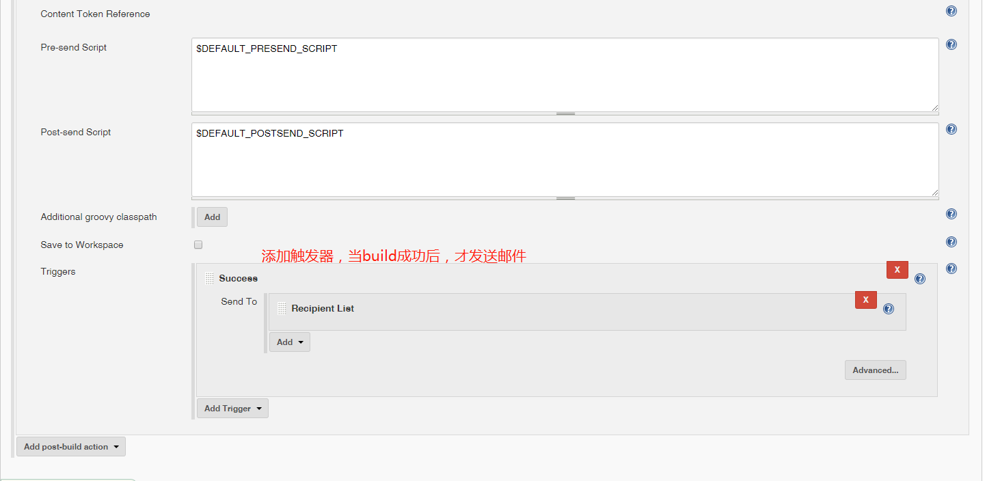 Content Token Reference
Pre-send Script
$DEFAULT_PRESEND_SCRIPT
Post-send Script
$DEFAULT_POSTSEND_SCRIPT
Additional groovy classpath
Add
Save to Workspace
添加触发器，当build成功后，才发送邮件
Triggers
Success
X
Send To
Recipient List
X
Add
Advanced...
Add Trigger
Add post-build action